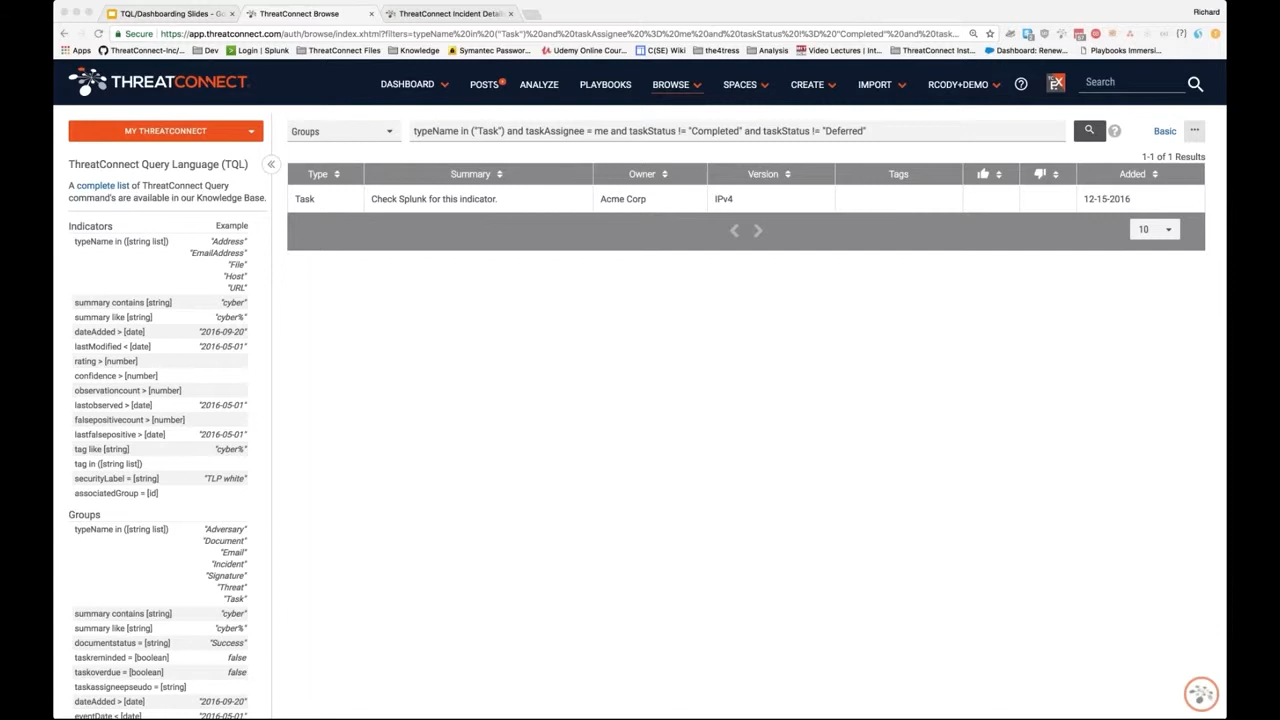 TQL/Dashboarding Slides - Go
ThreatConnect Browse
ThreatConnect Incident Detail
Richard
Secure https://app.threatconnect.com/auth/browse/index.xhtml?filters=typeName%20in%20("Task")%20and%20taskAssignee%20%3D%20me%20and%20taskStatus%20!%3D%20"Completed"%20and%20task...
Apps ThreatConnect-Inc/ Dev Login | Splunk ThreatConnect Files Knowledge Symantec Passwor... Udemy Online Cour... C(SE) Wiki the4tress Analysis Video Lectures | Int... ThreatConnect Inst... Dashboard: Renew... Playbooks Immersi...
THREATCONNECT
DASHBOARD POSTS ANALYZE PLAYBOOKS BROWSE SPACES CREATE IMPORT RCODY+DEMO Search
MY THREATCONNECT
Groups typeName in ("Task") and taskAssignee = me and taskStatus != "Completed" and taskStatus != "Deferred" Basic
1-1 of 1 Results
Type Summary Owner Version Tags Added
Task Check Splunk for this indicator. Acme Corp IPv4 12-15-2016
10
ThreatConnect Query Language (TQL)
A complete list of ThreatConnect Query
command's are available in our Knowledge Base.
Indicators Example
typeName in ([string list]) "Address"
"EmailAddress"
"File"
"Host"
"URL"
summary contains [string] "cyber"
summary like [string] "cyber%"
dateAdded > [date] "2016-09-20"
lastModified < [date] "2016-05-01"
rating > [number]
confidence > [number]
observationcount > [number]
lastobserved > [date] "2016-05-01"
falsepositivecount > [number]
lastfalsepositive > [date] "2016-05-01"
tag like [string] "cyber%"
tag in ([string list])
securityLabel = [string] "TLP white"
associatedGroup = [id]
Groups
typeName in ([string list]) "Adversary"
"Document"
"Email"
"Incident"
"Signature"
"Threat"
"Task"
summary contains [string] "cyber"
summary like [string] "cyber%"
documentstatus = [string] "Success"
taskreminded = [boolean] false
taskoverdue = [boolean] false
taskassigneepseudo = [string]
dateAdded > [date] "2016-09-20"
eventDate < [date] "2016-05-01"